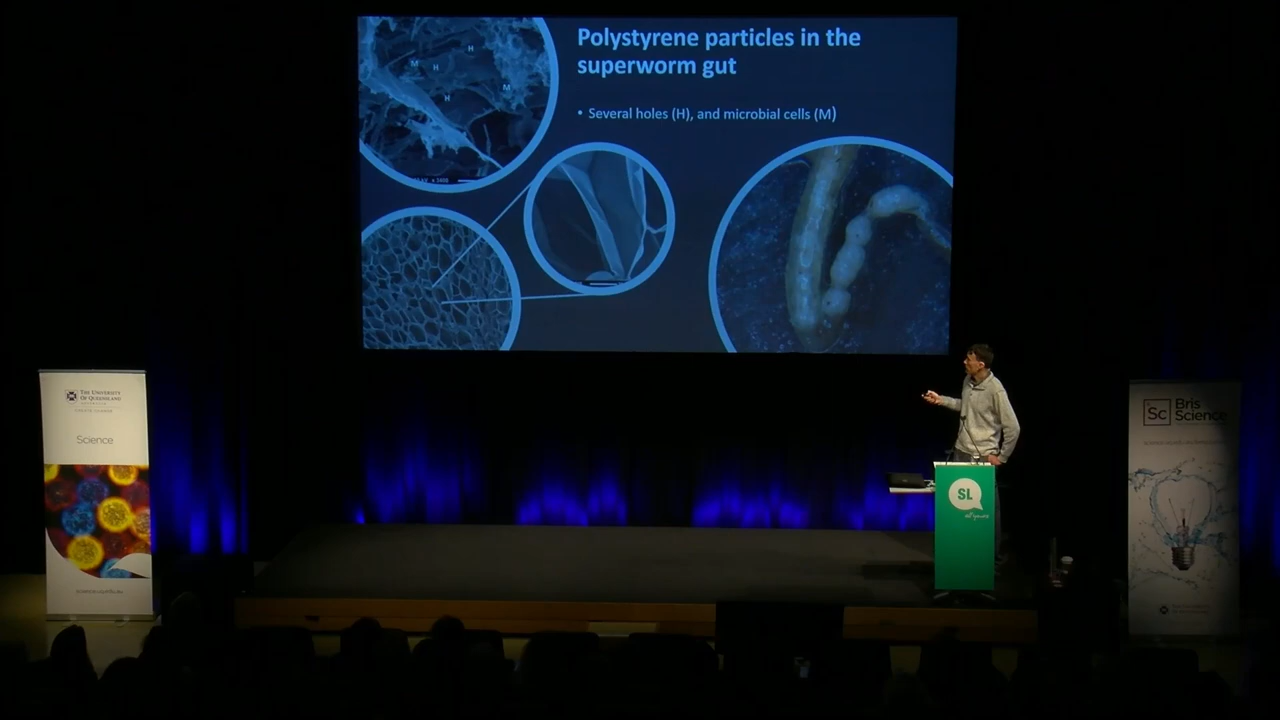 Polystyrene particles in the
superworm gut
• Several holes (H), and microbial cells (M)
H
M
H
M
H
THE UNIVERSITY
OF QUEENSLAND
Science
Sc
Bris
Science
SL